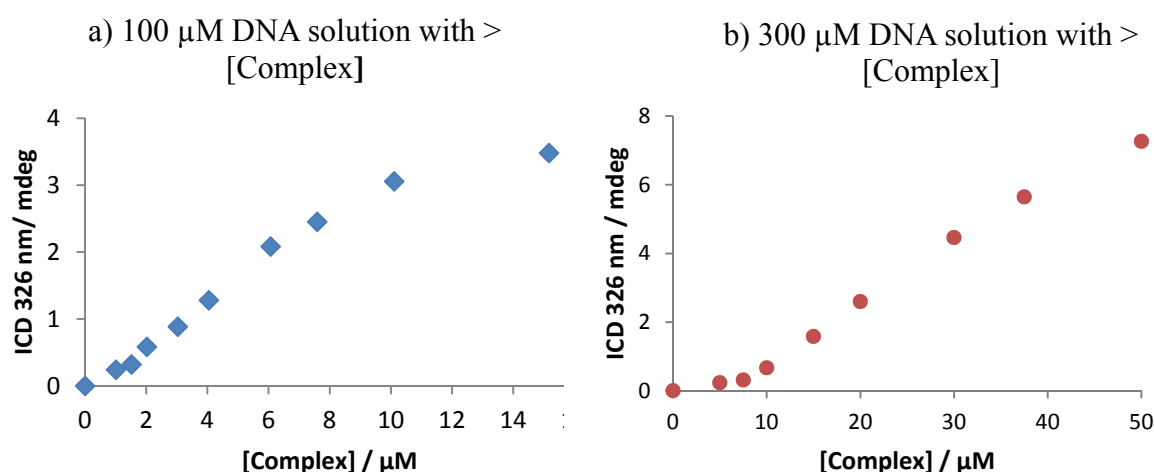 a) 100 µM DNA solution with >
[Complex]
ICD 326 nm/ mdeg
4
3
2
1
0
0 2 4 6 8 10 12 14
[Complex] / µM
b) 300 µM DNA solution with >
[Complex]
ICD 326 nm / mdeg
8
6
4
2
0
0 10 20 30 40 50
[Complex] / µM